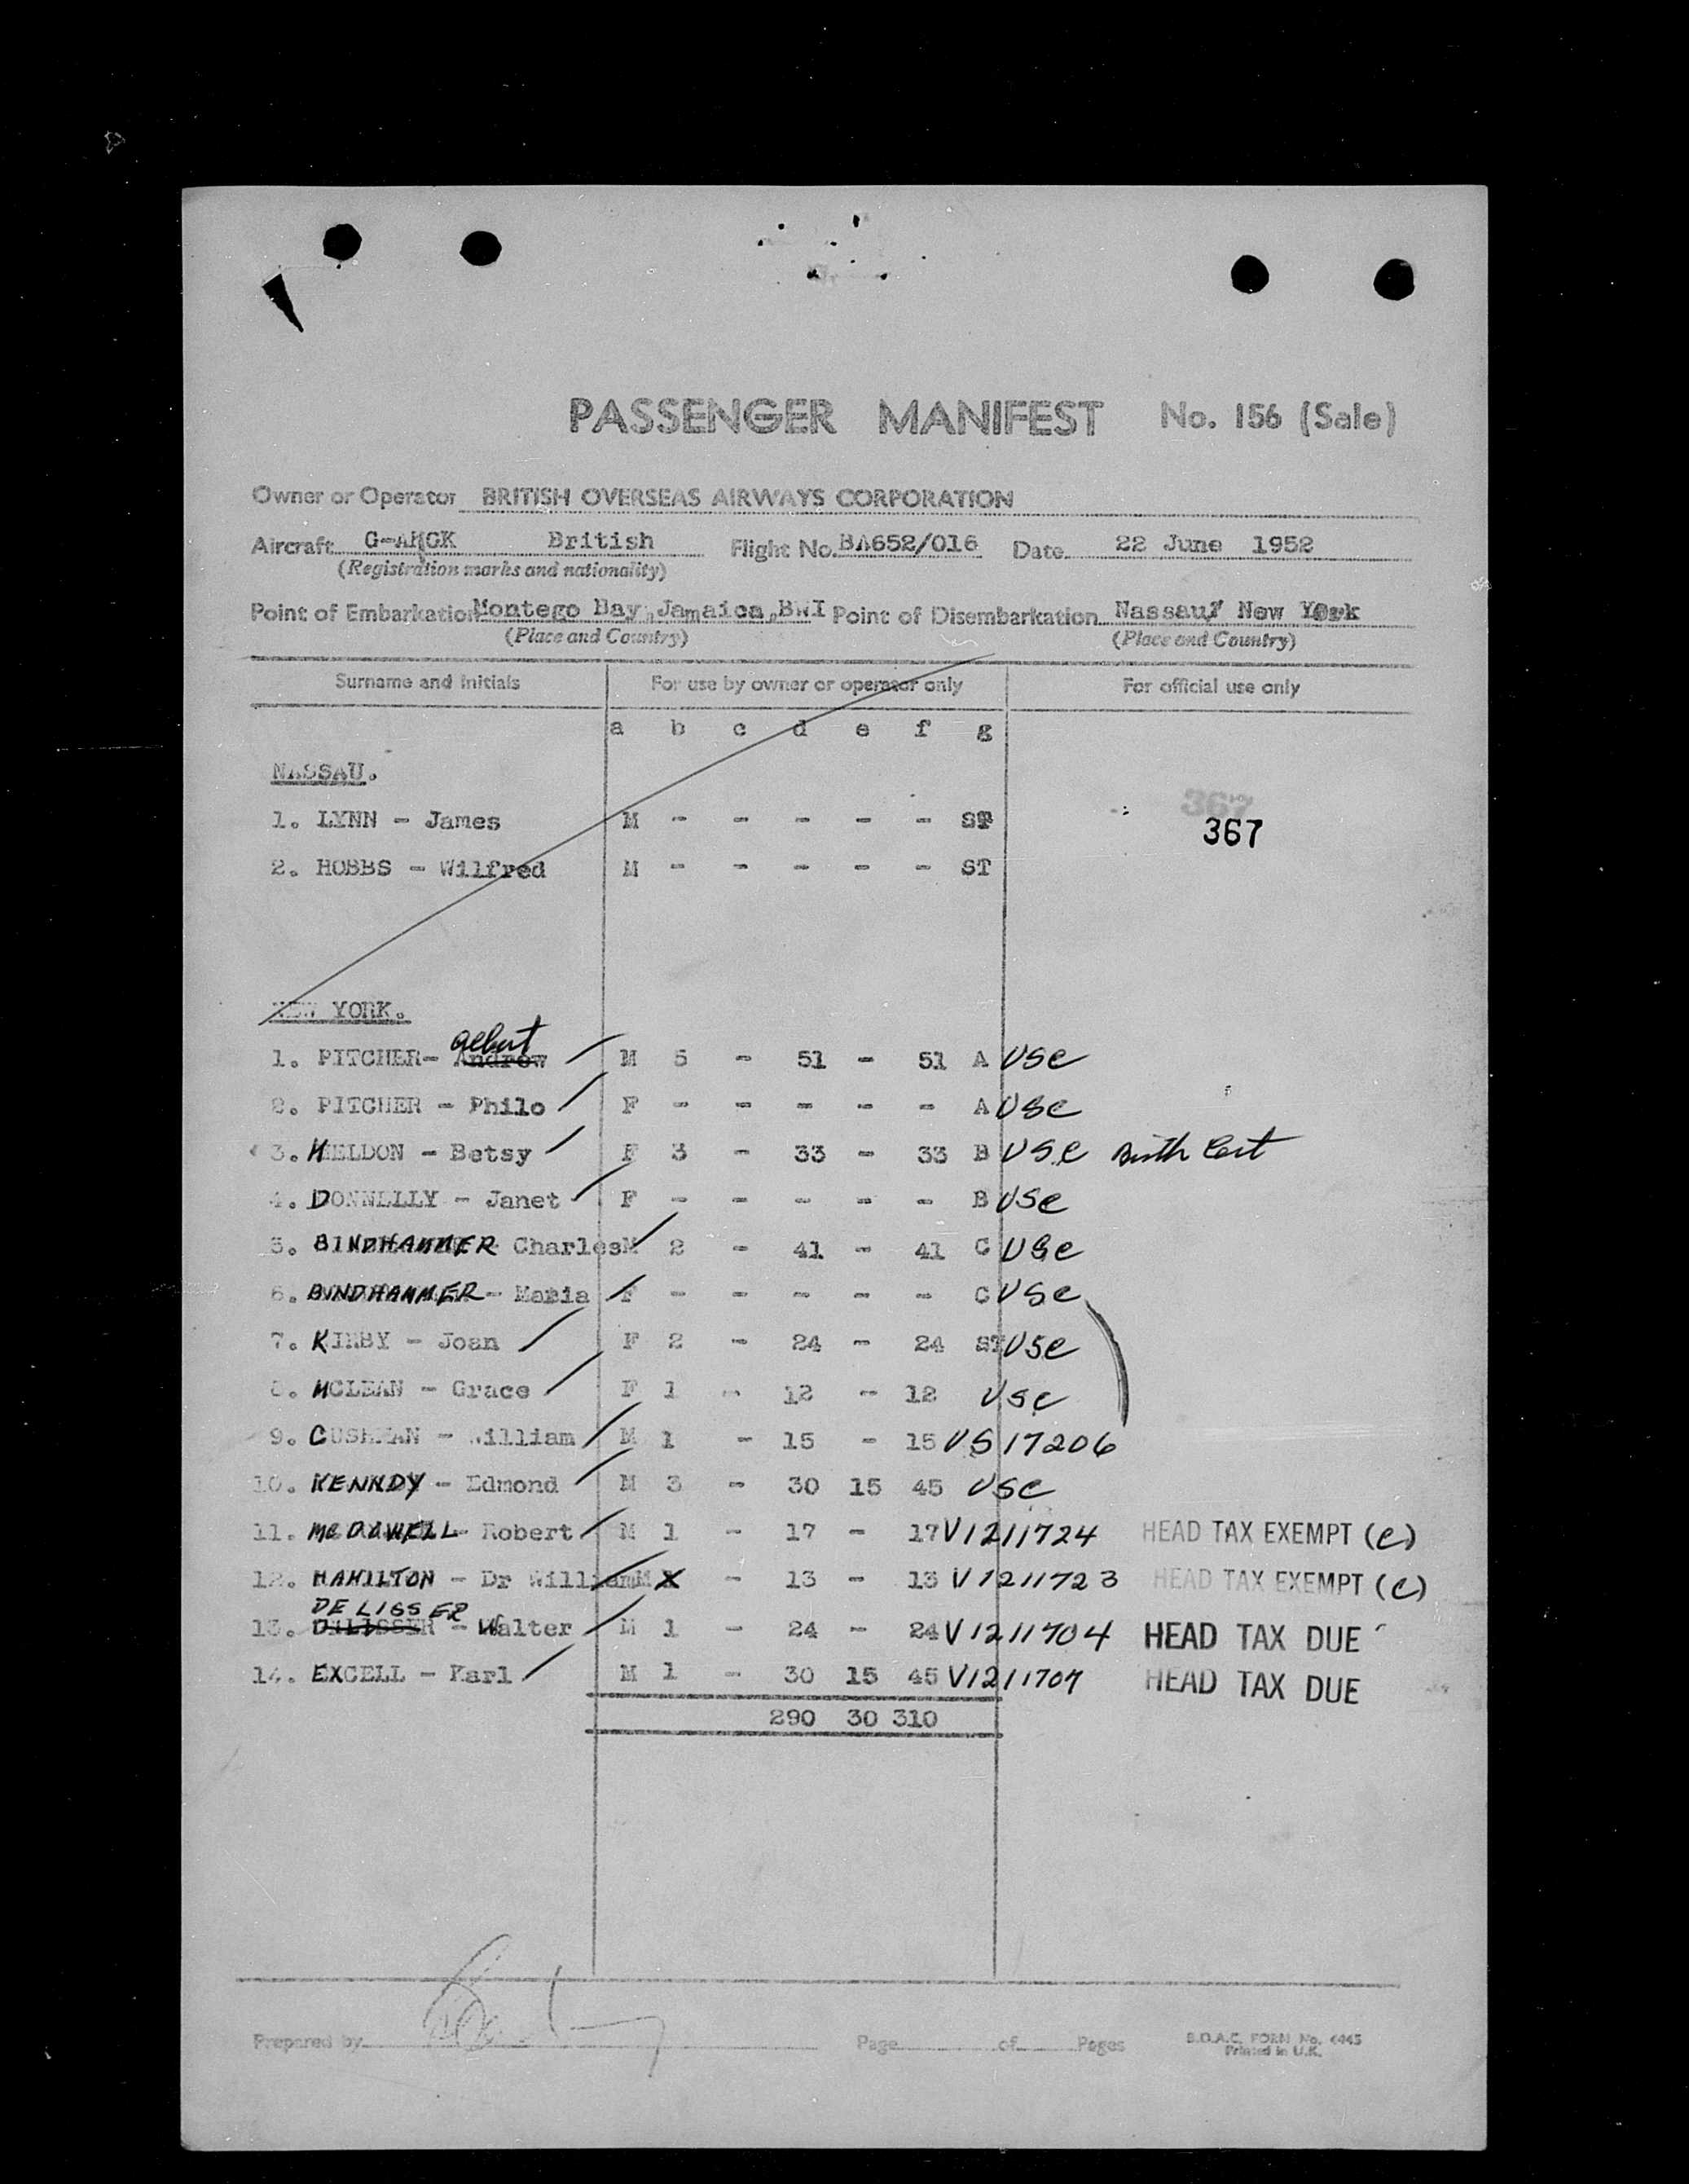 PASSENGER MANIFEST No. 156 (Sale)
Owner or Operator BRITISH OVERSEAS AIRWAYS CORPORATION
Aircraft British Flight No. BA652/016 Date 22 June 1952
(Registration marks and nationality)
Point of Embarkation Montego Bay, Jamaica, BWI Point of Disembarkation Nassau/ New York
(Place and Country) (Place and Country)
Surname and Initials For use by owner or operator only For official use only
a b c d e f g
NASSAU.
1. LYNN - James M - - - - - ST 367
367
2. HOBBS - Wilfred M - - - - - ST
NEW YORK.
Albert
1. PITCHER- Andrew M 5 - 51 - 51 A USC
2. PITCHER - Philo F - - - - - A USC
3. HELDON - Betsy F 3 - 33 - 33 B USC Birth Cert
4. DONNELLY - Janet F - - - - - B USC
5. BINDHAMMER Charles M 2 - 41 - 41 C USC
6. BINDHAMMER - Maria F - - - - - C USC
7. KIRBY - Joan F 2 - 24 - 24 ST USC
8. MCLEAN - Grace F 1 - 12 - 12 USC
9. CUSHMAN - William M 1 - 15 - 15 V517206
10. KENNDY - Edmond M 3 - 30 15 45 USC
11. McDOWELL - Robert M 1 - 17 - 17 V1211724 HEAD TAX EXEMPT (C)
12. HAMILTON - Dr William M X - 13 - 13 V1211723 HEAD TAX EXEMPT (C)
DE LISSER
13. DILISSER - Walter M 1 - 24 - 24 V1211704 HEAD TAX DUE
14. EXCELL - Karl M 1 - 30 15 45 V1211707 HEAD TAX DUE
290 30 310
Prepared by Page of Pages B.O.A.C. FORM No. 4445
Printed in U.K.